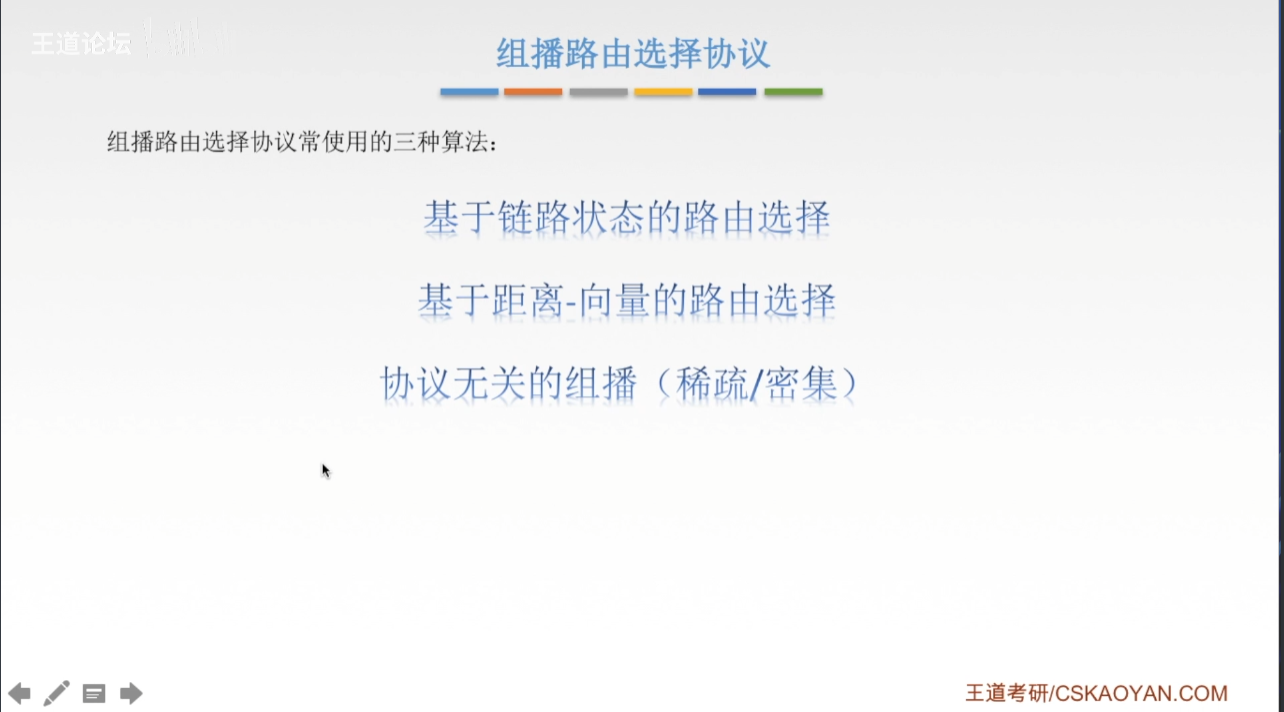 王道论坛
组播路由选择协议
组播路由选择协议常使用的三种算法：
基于链路状态的路由选择
基于距离-向量的路由选择
协议无关的组播（稀疏/密集）
王道考研/CSKAOYAN.COM